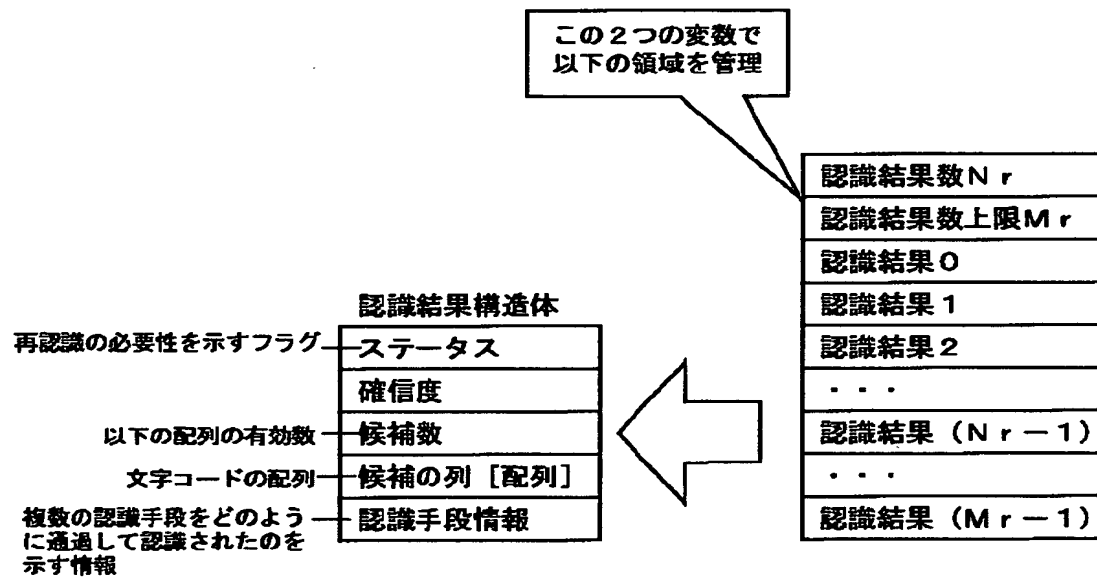 この２つの変数で
以下の領域を管理
認識結果数Ｎｒ
認識結果数上限Ｍｒ
認識結果０
認識結果１
認識結果２
・・・
認識結果（Ｎｒ－１）
・・・
認識結果（Ｍｒ－１）
認識結果構造体
再認識の必要性を示すフラグ
ステータス
確信度
以下の配列の有効数
候補数
文字コードの配列
候補の列［配列］
複数の認識手段をどのよう
に通過して認識されたのを
示す情報
認識手段情報